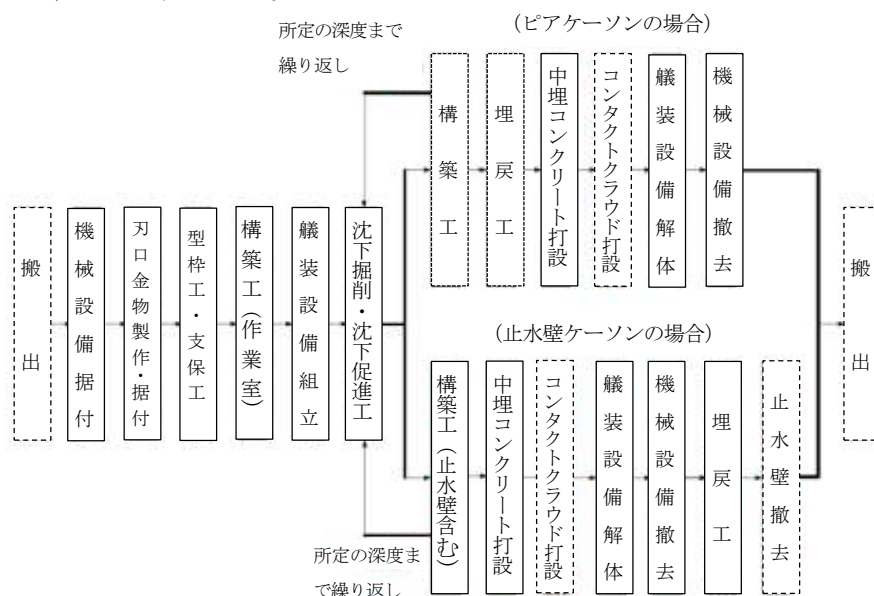 所定の深度まで
繰り返し
(ピアケーソンの場合)
構築工
埋戻工
中埋コンクリート打設
コンタクトクラウド打設
艤装設備解体
機械設備撤去
搬出
機械設備据付
刃口金物製作・据付
型枠工・支保工
構築工(作業室)
艤装設備組立
沈下掘削・沈下促進工
(止水壁ケーソンの場合)
構築工(止水壁含む)
中埋コンクリート打設
コンタクトクラウド打設
艤装設備解体
機械設備撤去
埋戻工
止水壁撤去
搬出
所定の深度ま
で繰り返し